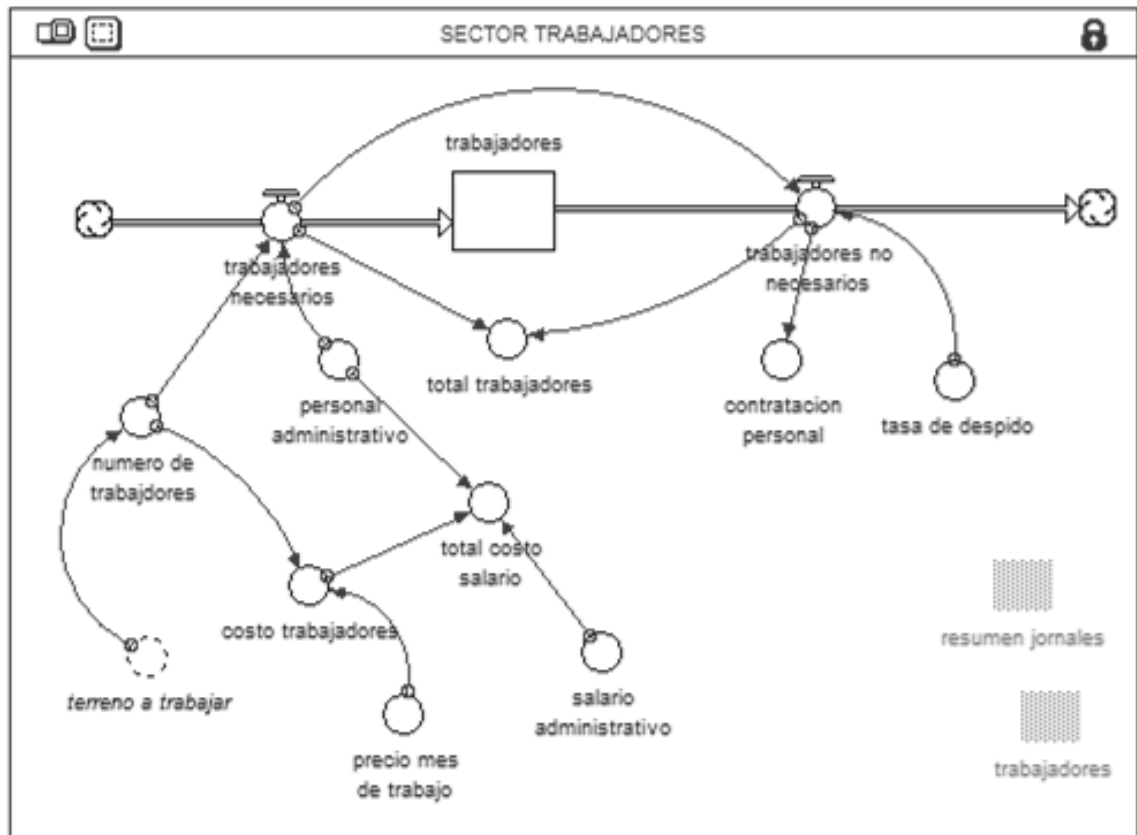 SECTOR TRABAJADORES
trabajadores
trabajadores
necesarios
trabajadores no
necesarios
total trabajadores
personal
administrativo
contratacion
personal
tasa de despido
numero de
trabajdores
total costo
salario
costo trabajadores
resumen jornales
terreno a trabajar
salario
administrativo
precio mes
de trabajo
trabajadores